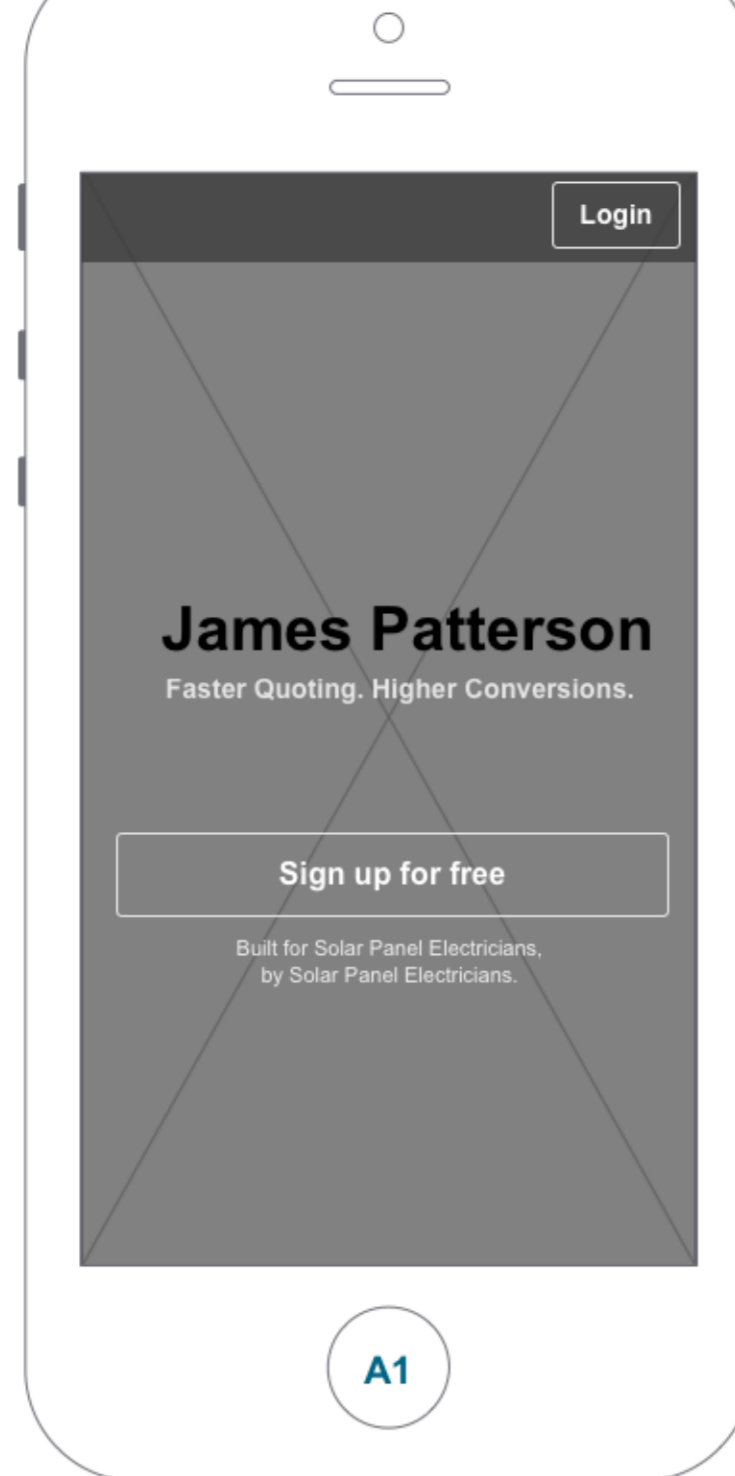 Login
James Patterson
Faster Quoting. Higher Conversions.
Sign up for free
Built for Solar Panel Electricians,
by Solar Panel Electricians.
A1